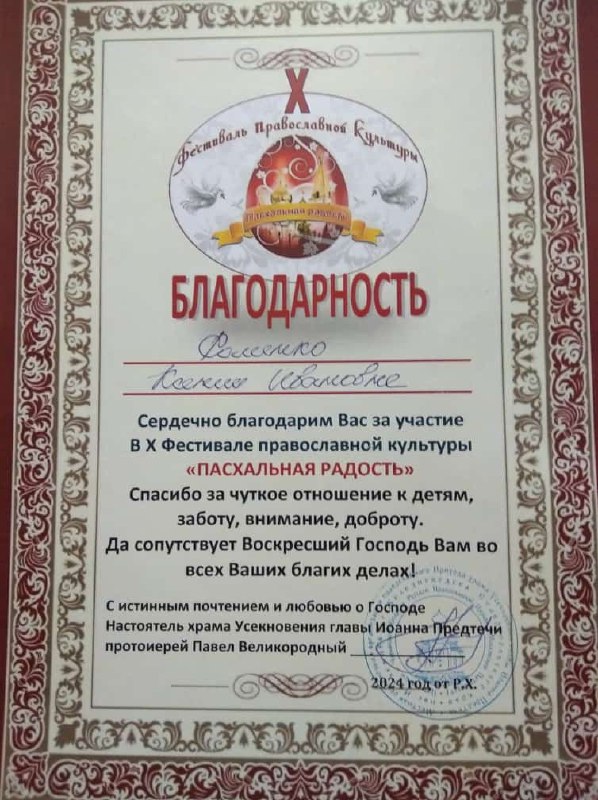 X
Фестиваль Православной Культуры
Пасхальная радость
БЛАГОДАРНОСТЬ
Фоменко
Ксении Ивановне
Сердечно благодарим Вас за участие
В X Фестивале православной культуры
«ПАСХАЛЬНАЯ РАДОСТЬ»
Спасибо за чуткое отношение к детям,
заботу, внимание, доброту.
Да сопутствует Воскресший Господь Вам во
всех Ваших благих делах!
С истинным почтением и любовью о Господе
Настоятель храма Усекновения главы Иоанна Предтечи
протоиерей Павел Великородный
2024 год от Р.Х.